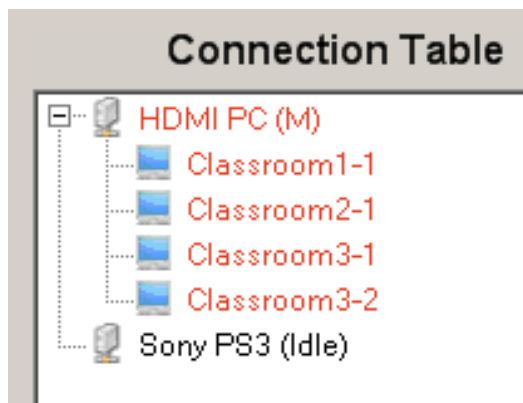 Connection Table
HDMI PC (M)
Classroom1-1
Classroom2-1
Classroom3-1
Classroom3-2
Sony PS3 (Idle)